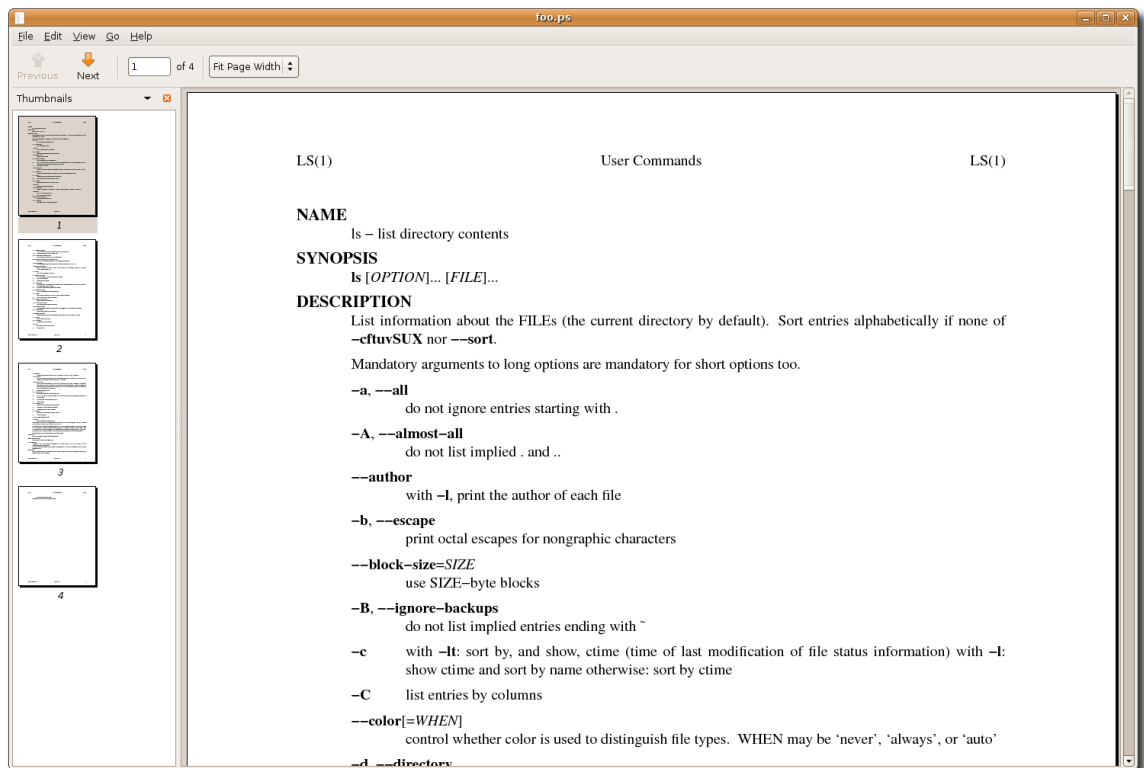 foo.ps
File Edit View Go Help
Previous Next 1 of 4 Fit Page Width
Thumbnails
1
2
3
4
LS(1) User Commands LS(1)
NAME
ls − list directory contents
SYNOPSIS
ls [OPTION]... [FILE]...
DESCRIPTION
List information about the FILEs (the current directory by default). Sort entries alphabetically if none of
−cftuvSUX nor −−sort.
Mandatory arguments to long options are mandatory for short options too.
−a, −−all
do not ignore entries starting with .
−A, −−almost−all
do not list implied . and ..
−−author
with −l, print the author of each file
−b, −−escape
print octal escapes for nongraphic characters
−−block−size=SIZE
use SIZE−byte blocks
−B, −−ignore−backups
do not list implied entries ending with ~
−c with −lt: sort by, and show, ctime (time of last modification of file status information) with −l:
show ctime and sort by name otherwise: sort by ctime
−C list entries by columns
−−color[=WHEN]
control whether color is used to distinguish file types. WHEN may be ‘never’, ‘always’, or ‘auto’
−d, −−directory